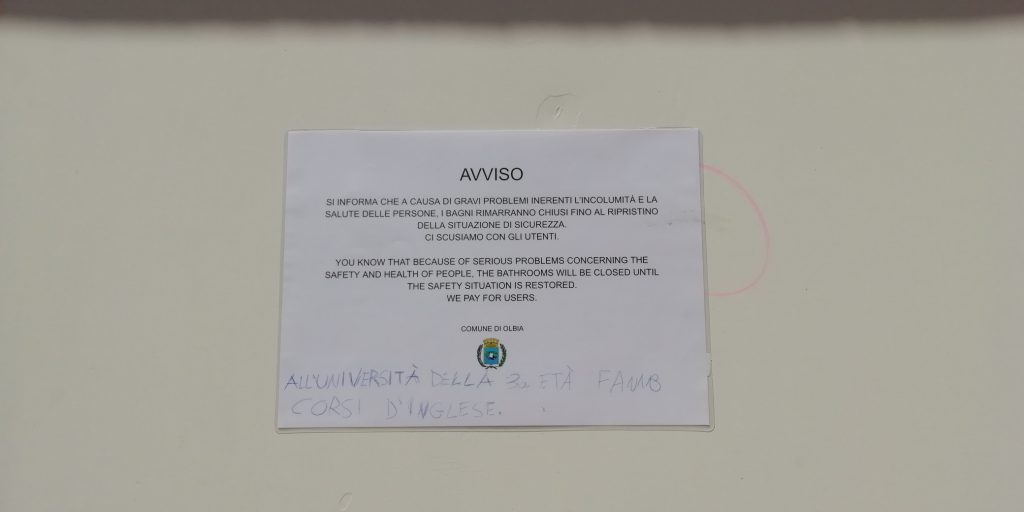 AVVISO
SI INFORMA CHE A CAUSA DI GRAVI PROBLEMI INERENTI L'INCOLUMITÀ E LA
SALUTE DELLE PERSONE, I BAGNI RIMARRANNO CHIUSI FINO AL RIPRISTINO
DELLA SITUAZIONE DI SICUREZZA.
CI SCUSIAMO CON GLI UTENTI.
YOU KNOW THAT BECAUSE OF SERIOUS PROBLEMS CONCERNING THE
SAFETY AND HEALTH OF PEOPLE, THE BATHROOMS WILL BE CLOSED UNTIL
THE SAFETY SITUATION IS RESTORED.
WE PAY FOR USERS.
COMUNE DI OLBIA
ALL'UNIVERSITÀ DELLA 3a ETÀ
CORSI D'INGLESE.